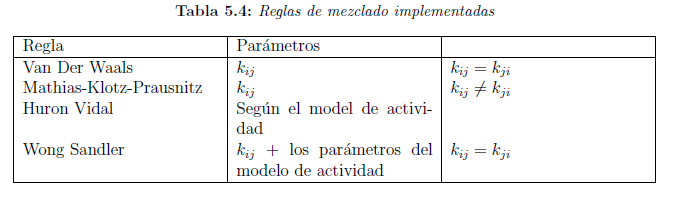 Tabla 5.4: Reglas de mezclado implementadas
Regla Parámetros
Van Der Waals k_{ij} k_{ij} = k_{ji}
Mathias-Klotz-Prausnitz k_{ij} k_{ij} ≠ k_{ji}
Huron Vidal Según el model de activi-
dad
Wong Sandler k_{ij} + los parámetros del k_{ij} = k_{ji}
modelo de actividad